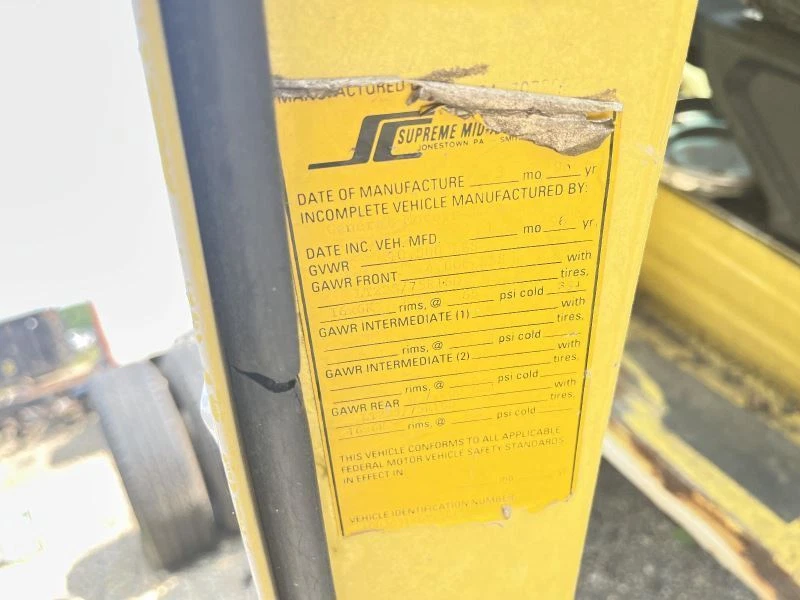 MANUFACTURED
SUPREME MID-
JONESTOWN PA
DATE OF MANUFACTURE mo yr
INCOMPLETE VEHICLE MANUFACTURED BY:
DATE INC. VEH. MFD. mo yr
GVWR
GAWR FRONT with
tires,
16x6K rims, @ psi cold
GAWR INTERMEDIATE (1) with
tires,
rims, @ psi cold
GAWR INTERMEDIATE (2) with
tires,
rims, @ psi cold
GAWR REAR with
tires,
16x6K rims, @ psi cold
THIS VEHICLE CONFORMS TO ALL APPLICABLE
FEDERAL MOTOR VEHICLE SAFETY STANDARDS
IN EFFECT IN mo
VEHICLE IDENTIFICATION NUMBER